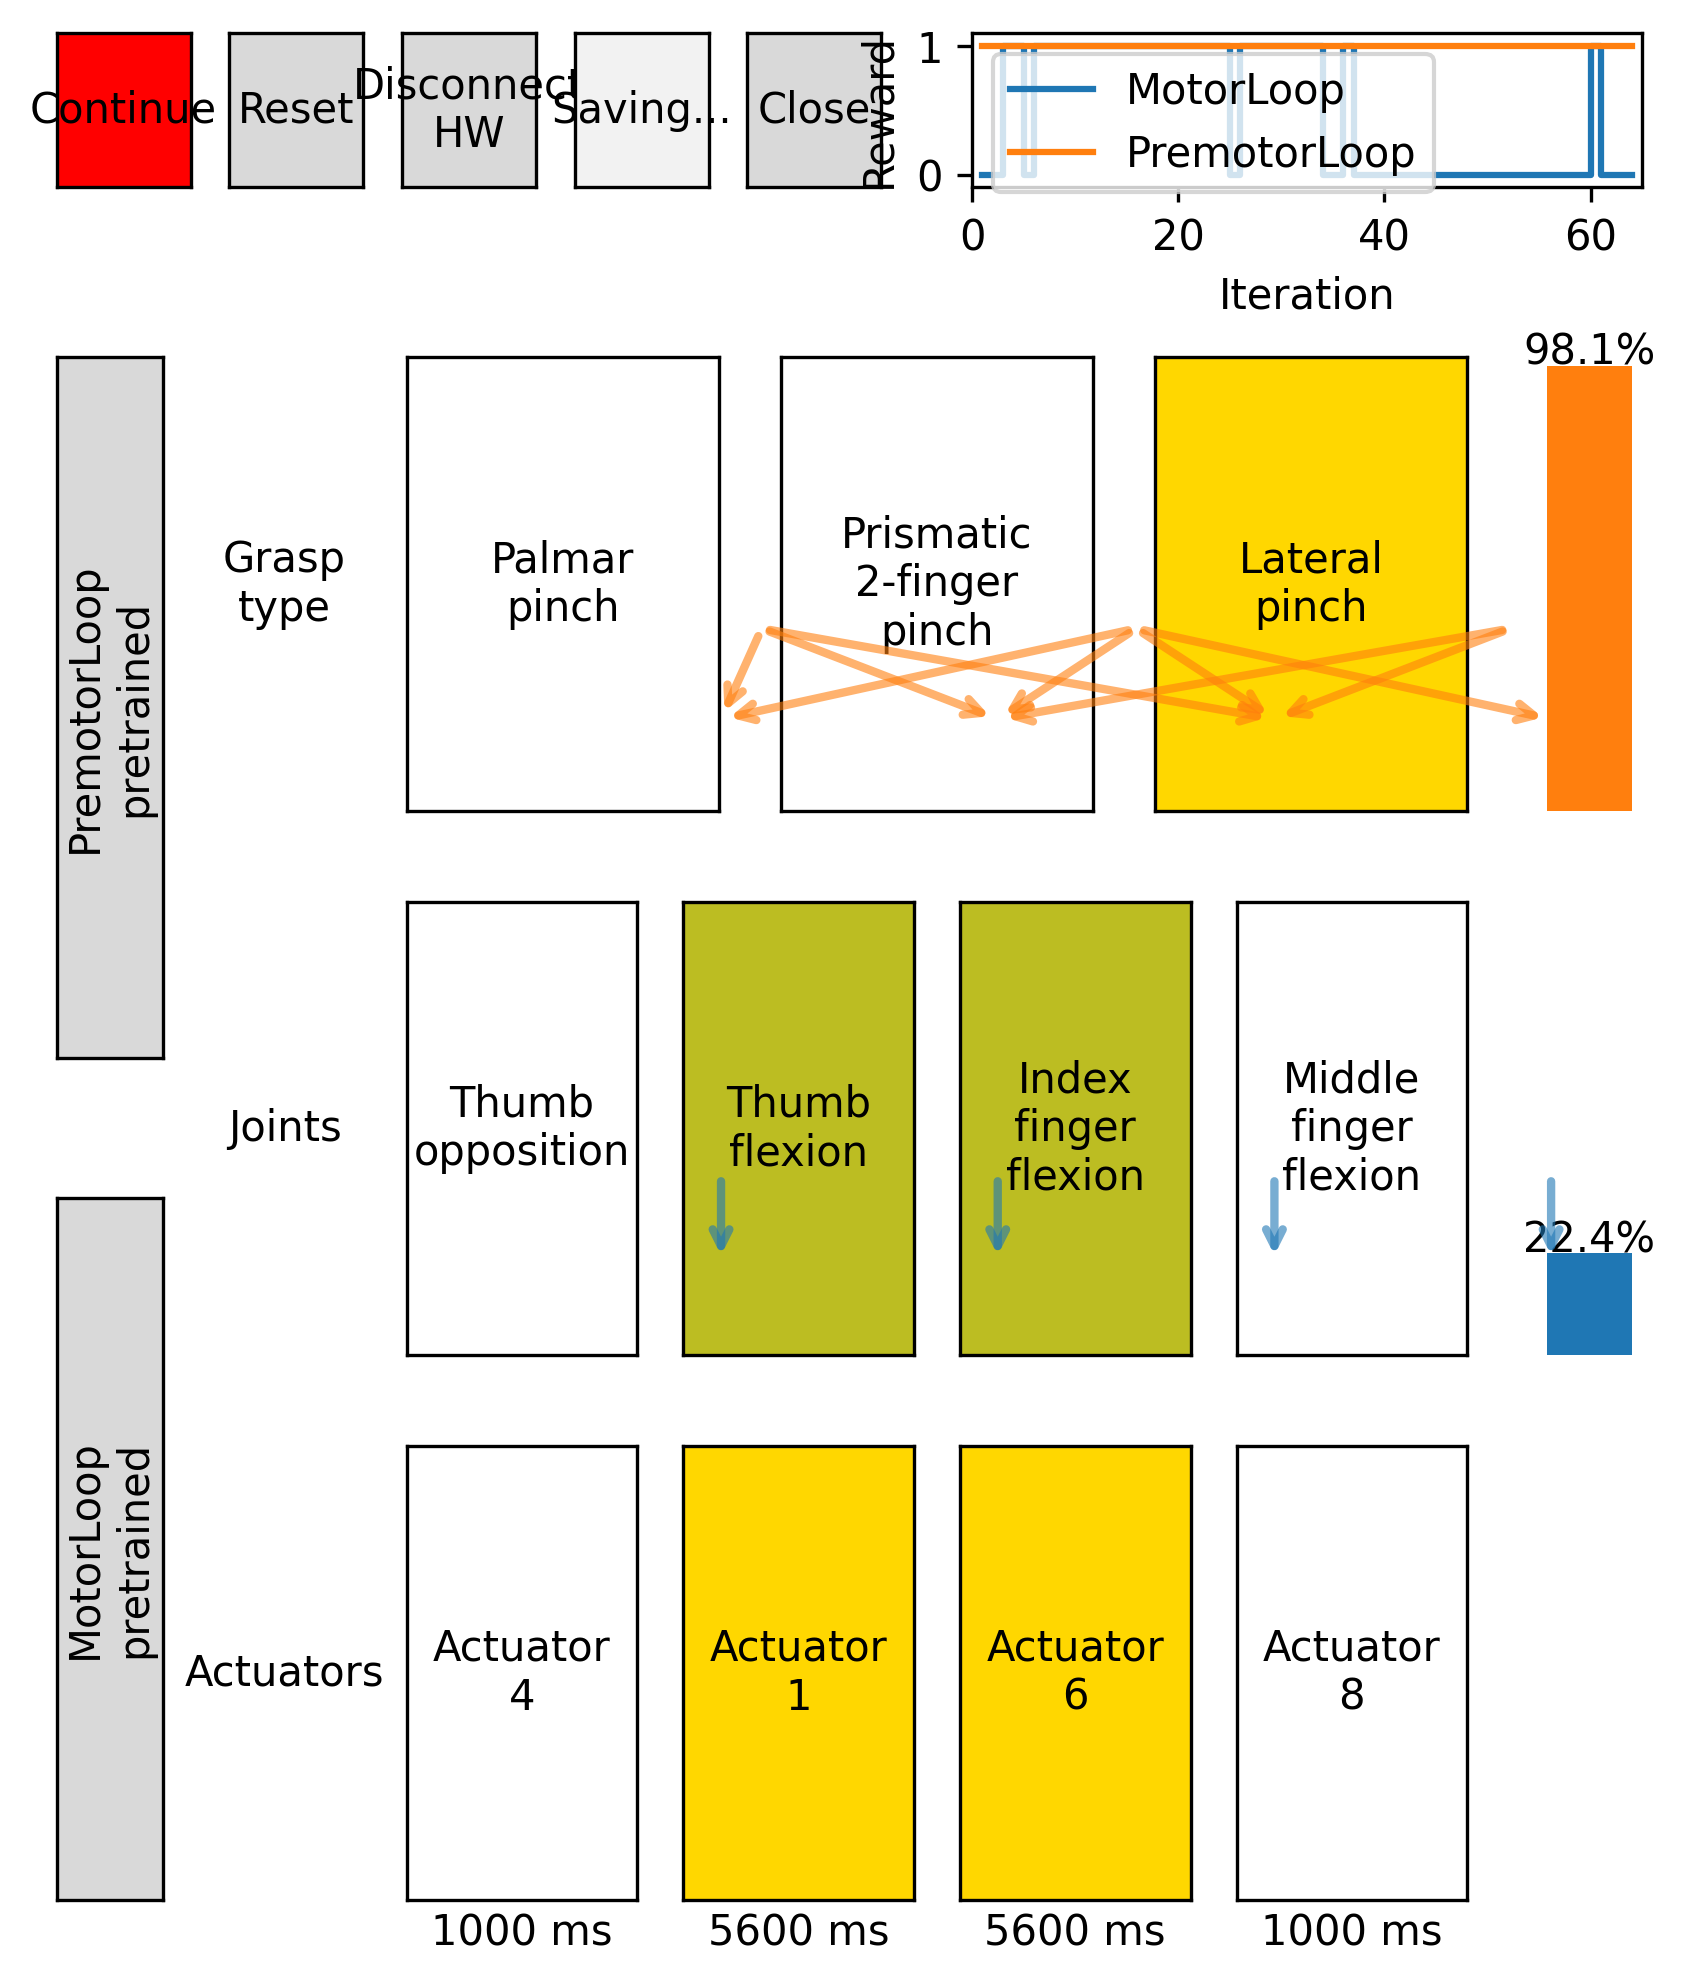 Continue
Reset
Disconnect
HW
Saving...
Close
Reward
1
0
MotorLoop
PremotorLoop
0 20 40 60
Iteration
PremotorLoop
pretrained
Grasp
type
Palmar
pinch
Prismatic
2-finger
pinch
Lateral
pinch
98.1%
Joints
Thumb
opposition
Thumb
flexion
Index
finger
flexion
Middle
finger
flexion
22.4%
MotorLoop
pretrained
Actuators
Actuator
4
Actuator
1
Actuator
6
Actuator
8
1000 ms
5600 ms
5600 ms
1000 ms